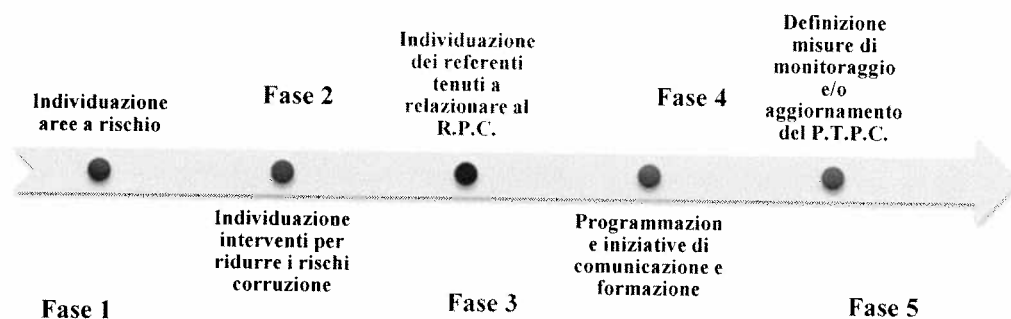 Individuazione
aree a rischio
Fase 1
Fase 2
Individuazione
interventi per
ridurre i rischi
corruzione
Individuazione
dei referenti
tenuti a
relazionare al
R.P.C.
Fase 3
Fase 4
Programmazion
e iniziative di
comunicazione e
formazione
Definizione
misure di
monitoraggio
e/o
aggiornamento
del P.T.P.C.
Fase 5